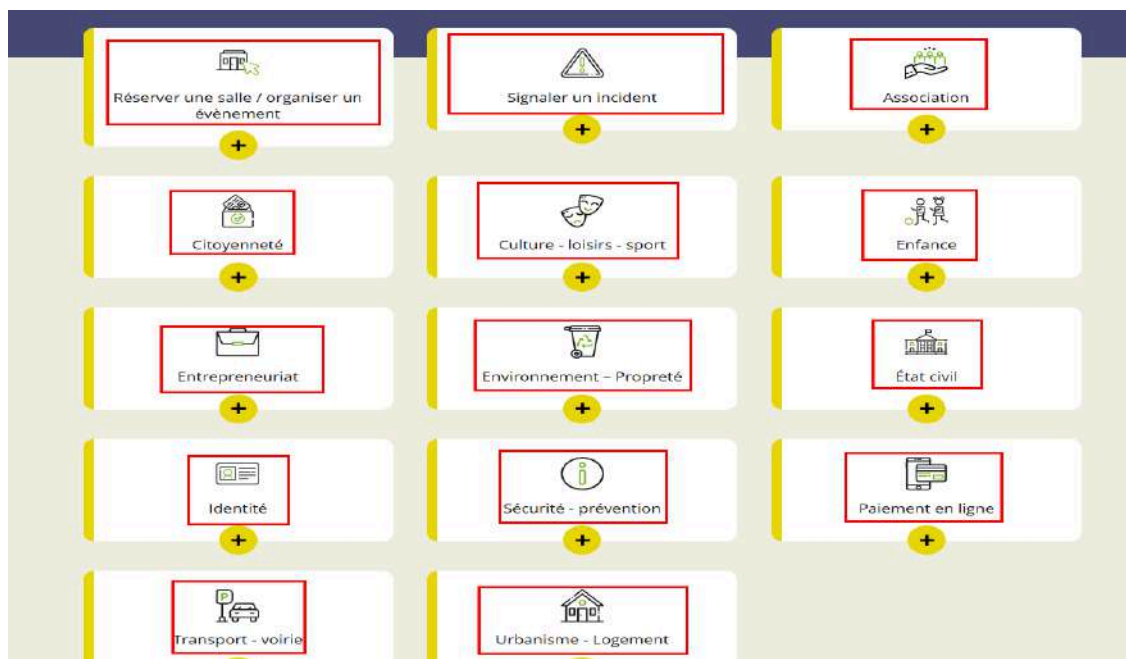 Réserver une salle / organiser un
évènement
Signaler un incident
Association
Citoyenneté
Culture - loisirs - sport
Enfance
Entrepreneuriat
Environnement – Propreté
État civil
Identité
Sécurité - prévention
Paiement en ligne
P
Transport - voirie
Urbanisme - Logement